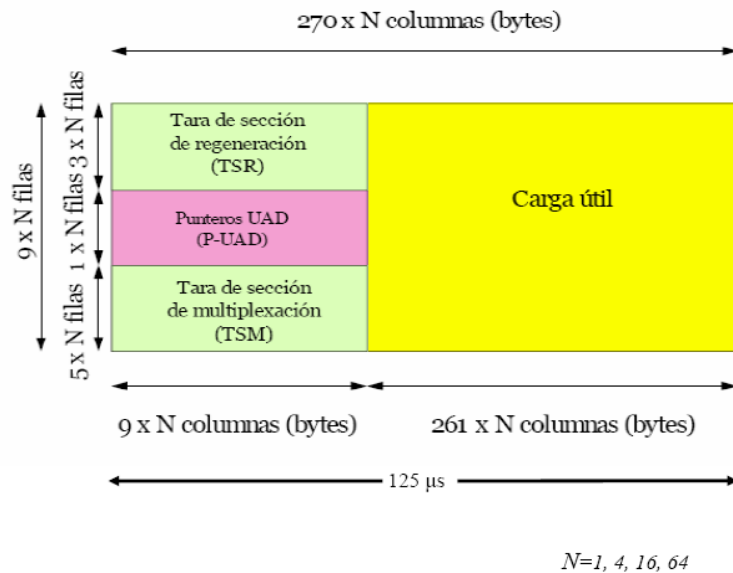 270 x N columnas (bytes)
9 x N filas
3 x N filas
1 x N filas
5 x N filas
Tara de sección
de regeneración
(TSR)
Punteros UAD
(P-UAD)
Tara de sección
de multiplexación
(TSM)
Carga útil
9 x N columnas (bytes)
261 x N columnas (bytes)
125 µs
N=1, 4, 16, 64